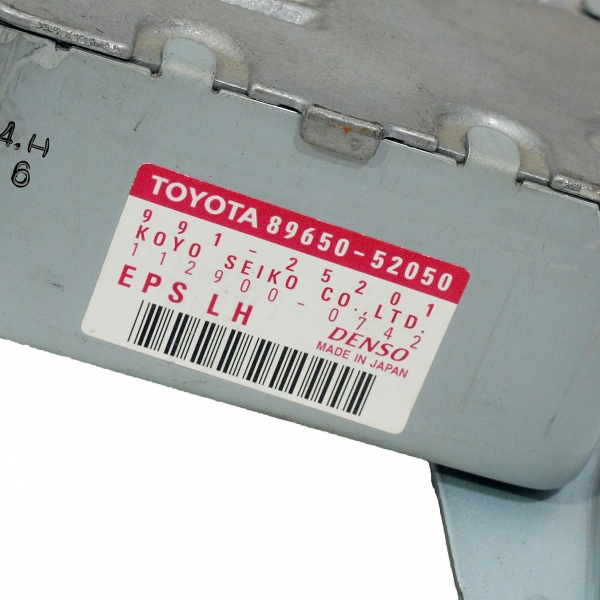 4.H
6
TOYOTA 89650-52050
991-25201
KOYO SEIKO CO.,LTD.
112900-0742
EPS LH
DENSO
MADE IN JAPAN